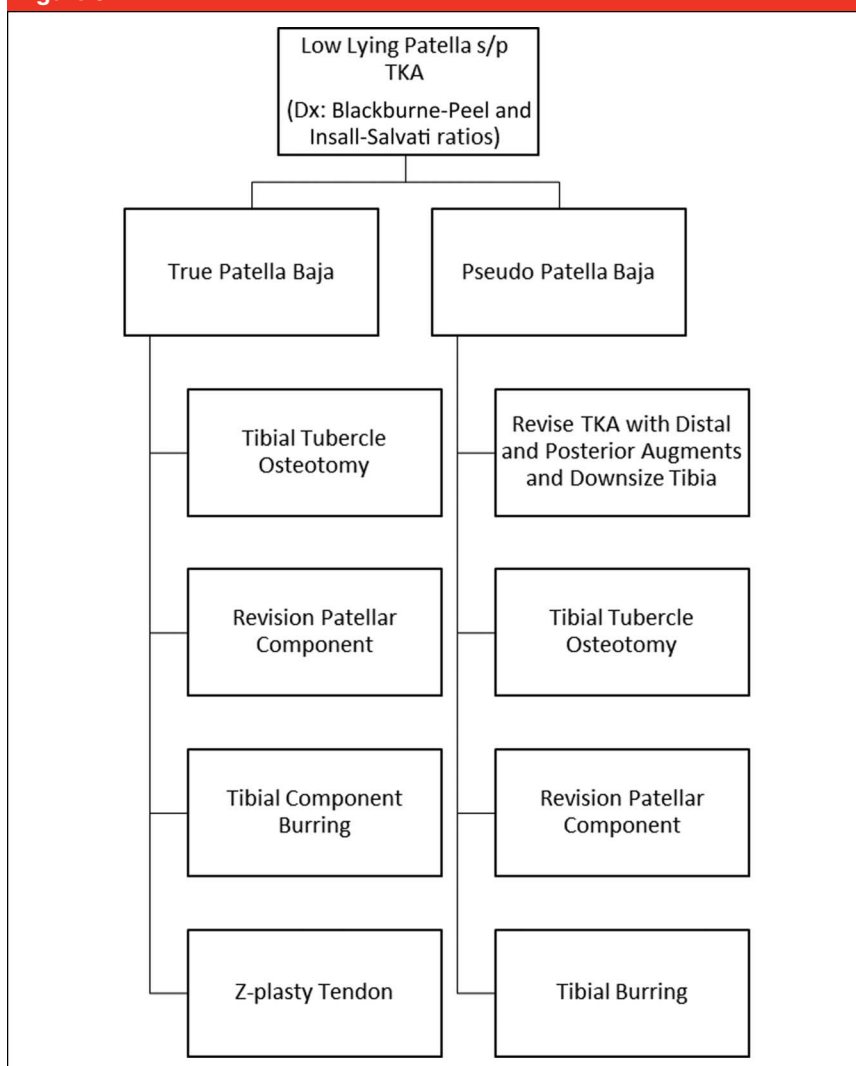 Low Lying Patella s/p
TKA
(Dx: Blackburne-Peel and
Insall-Salvati ratios)
True Patella Baja
Pseudo Patella Baja
Tibial Tubercle
Osteotomy
Revise TKA with Distal
and Posterior Augments
and Downsize Tibia
Revision Patellar
Component
Tibial Tubercle
Osteotomy
Tibial Component
Burring
Revision Patellar
Component
Z-plasty Tendon
Tibial Burring